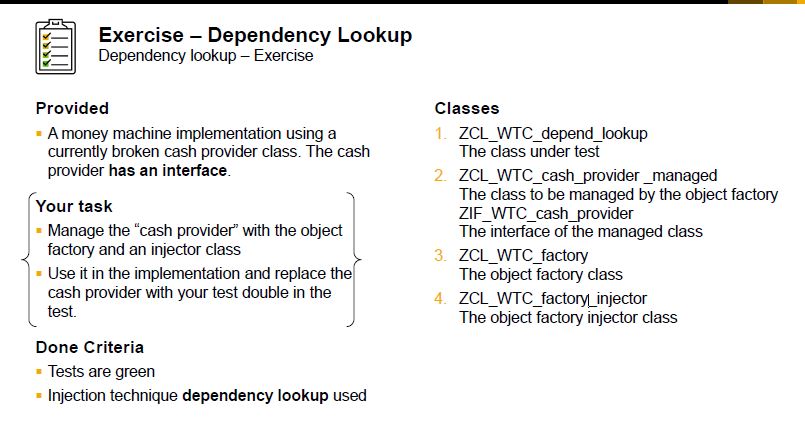 Exercise – Dependency Lookup
Dependency lookup – Exercise
Provided
A money machine implementation using a
currently broken cash provider class. The cash
provider has an interface.
Your task
Manage the “cash provider” with the object
factory and an injector class
Use it in the implementation and replace the
cash provider with your test double in the
test.
Done Criteria
Tests are green
Injection technique dependency lookup used
Classes
1. ZCL_WTC_depend_lookup
The class under test
2. ZCL_WTC_cash_provider _managed
The class to be managed by the object factory
ZIF_WTC_cash_provider
The interface of the managed class
3. ZCL_WTC_factory
The object factory class
4. ZCL_WTC_factory_injector
The object factory injector class